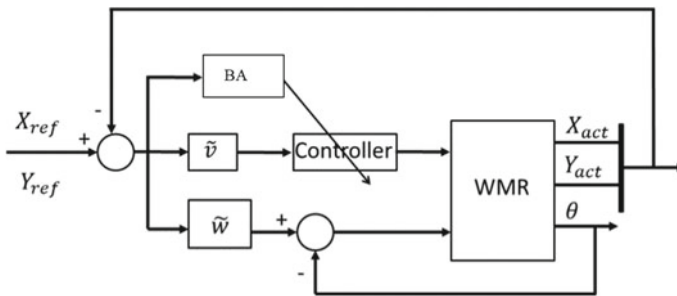 BA
-
X_ref
+
Y_ref
ṽ
Controller
WMR
X_act
Y_act
θ
w̃
+
-